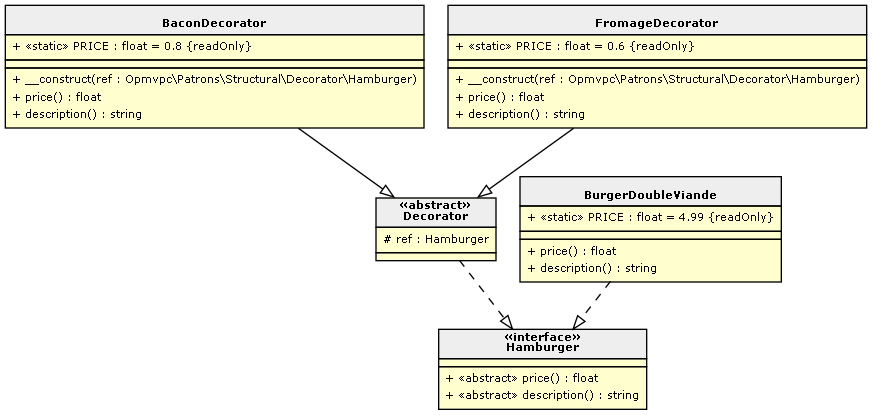 BaconDecorator
+ «static» PRICE : float = 0.8 {readOnly}
+ __construct(ref : Opmvpc\Patrons\Structural\Decorator\Hamburger)
+ price() : float
+ description() : string
FromageDecorator
+ «static» PRICE : float = 0.6 {readOnly}
+ __construct(ref : Opmvpc\Patrons\Structural\Decorator\Hamburger)
+ price() : float
+ description() : string
«abstract»
Decorator
# ref : Hamburger
BurgerDoubleViande
+ «static» PRICE : float = 4.99 {readOnly}
+ price() : float
+ description() : string
«interface»
Hamburger
+ «abstract» price() : float
+ «abstract» description() : string